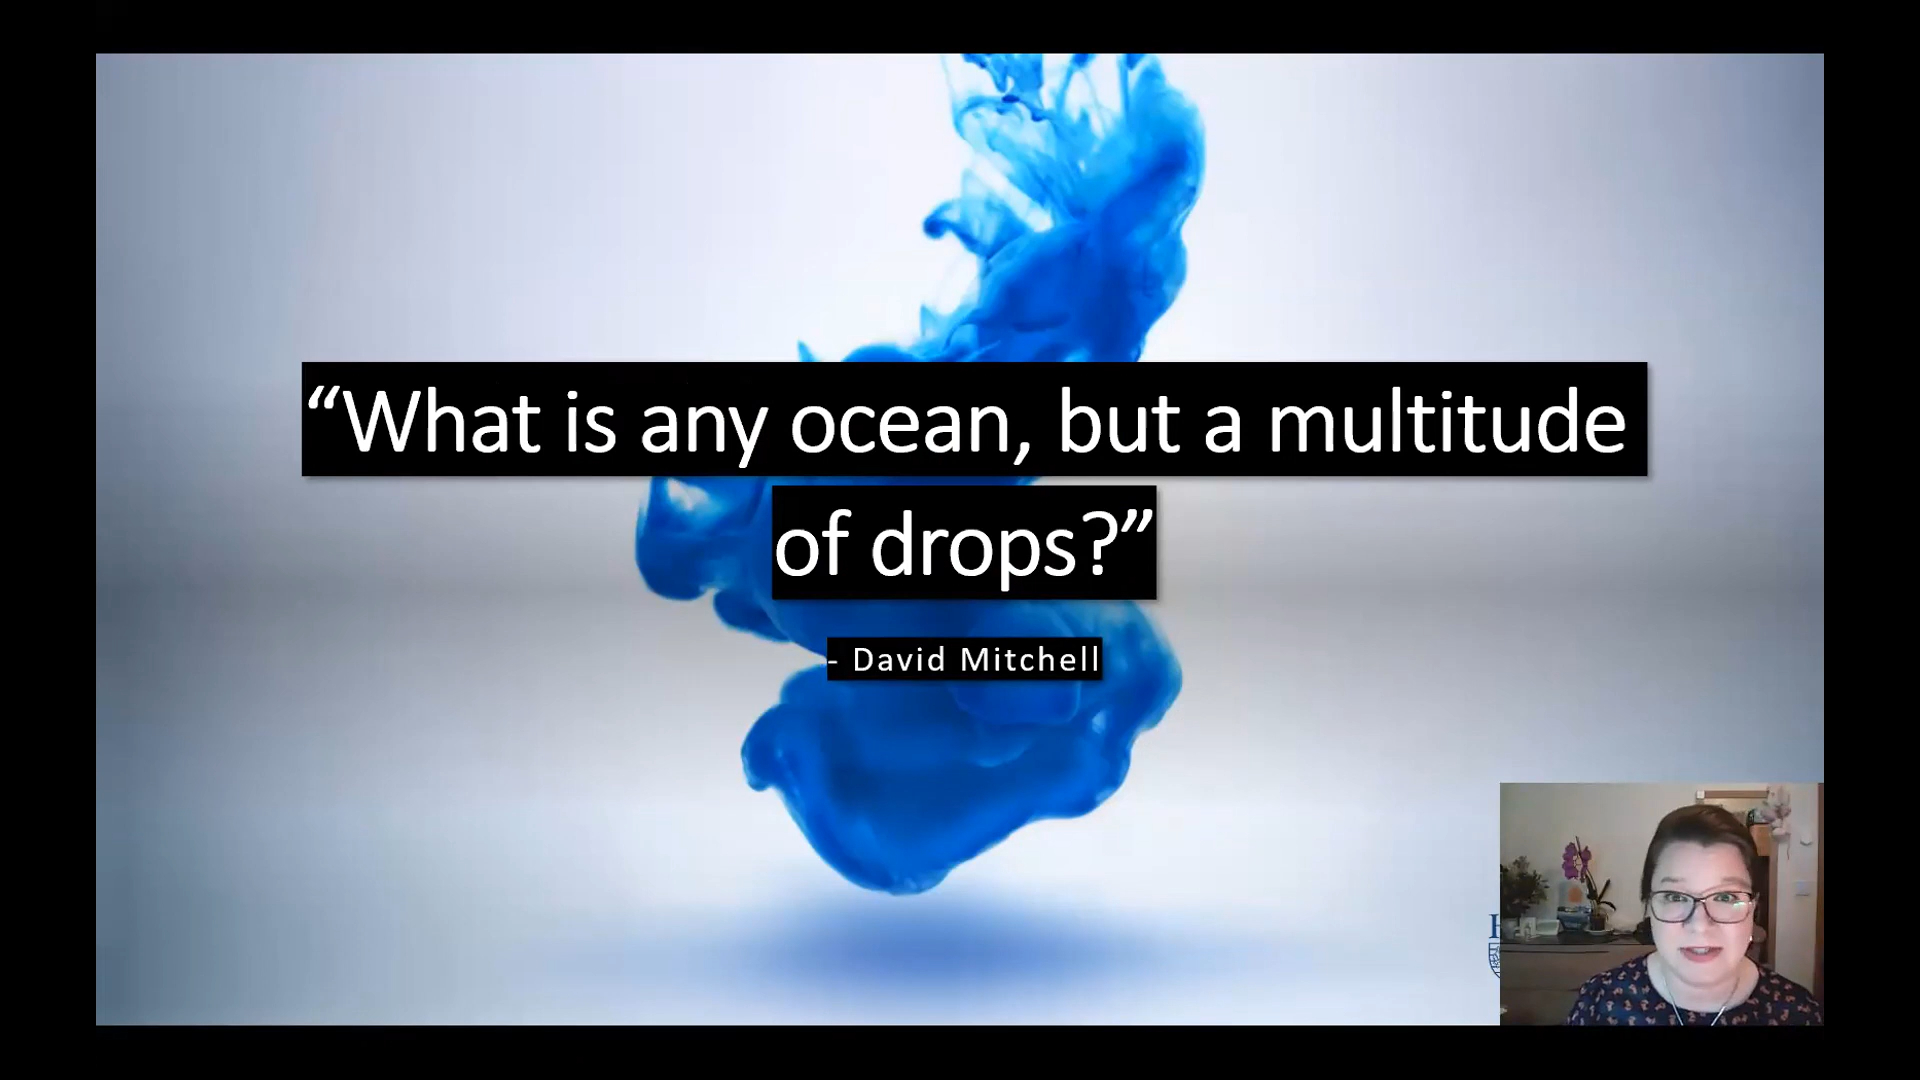 “What is any ocean, but a multitude
of drops?”
- David Mitchell